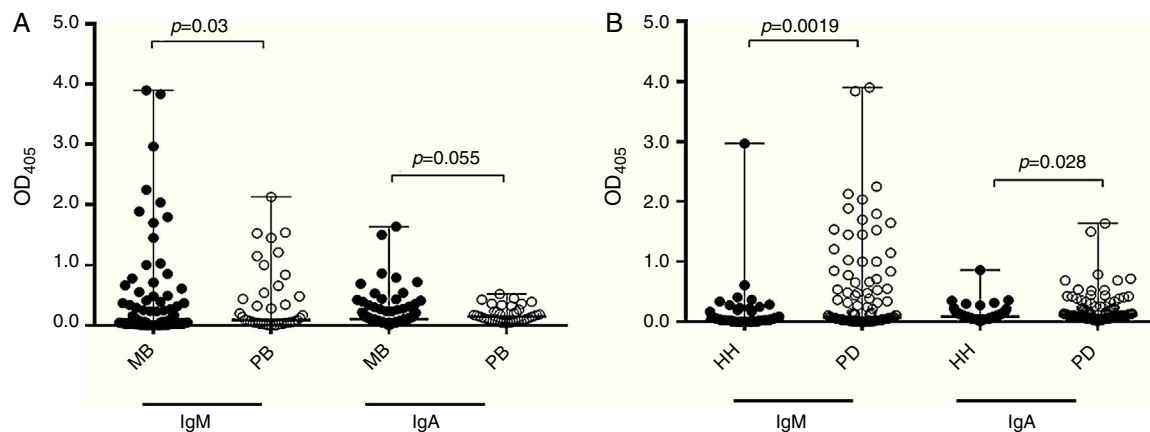 A
p=0.03
p=0.055
OD405
5.0
4.0
3.0
2.0
1.0
0.0
MB
PB
MB
PB
IgM
IgA
B
p=0.0019
p=0.028
OD405
5.0
4.0
3.0
2.0
1.0
0.0
HH
PD
HH
PD
IgM
IgA